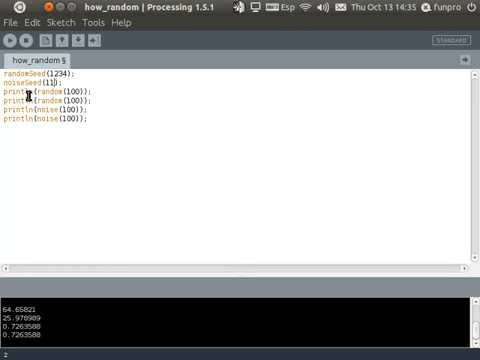 how_random | Processing 1.5.1
Esp
Thu Oct 13 14:35
funpro
File Edit Sketch Tools Help
STANDARD
how_random §
randomSeed(1234);
noiseSeed(11);
println(random(100));
println(random(100));
println(noise(100));
println(noise(100));
64.65821
25.978989
0.7263588
0.7263588
2